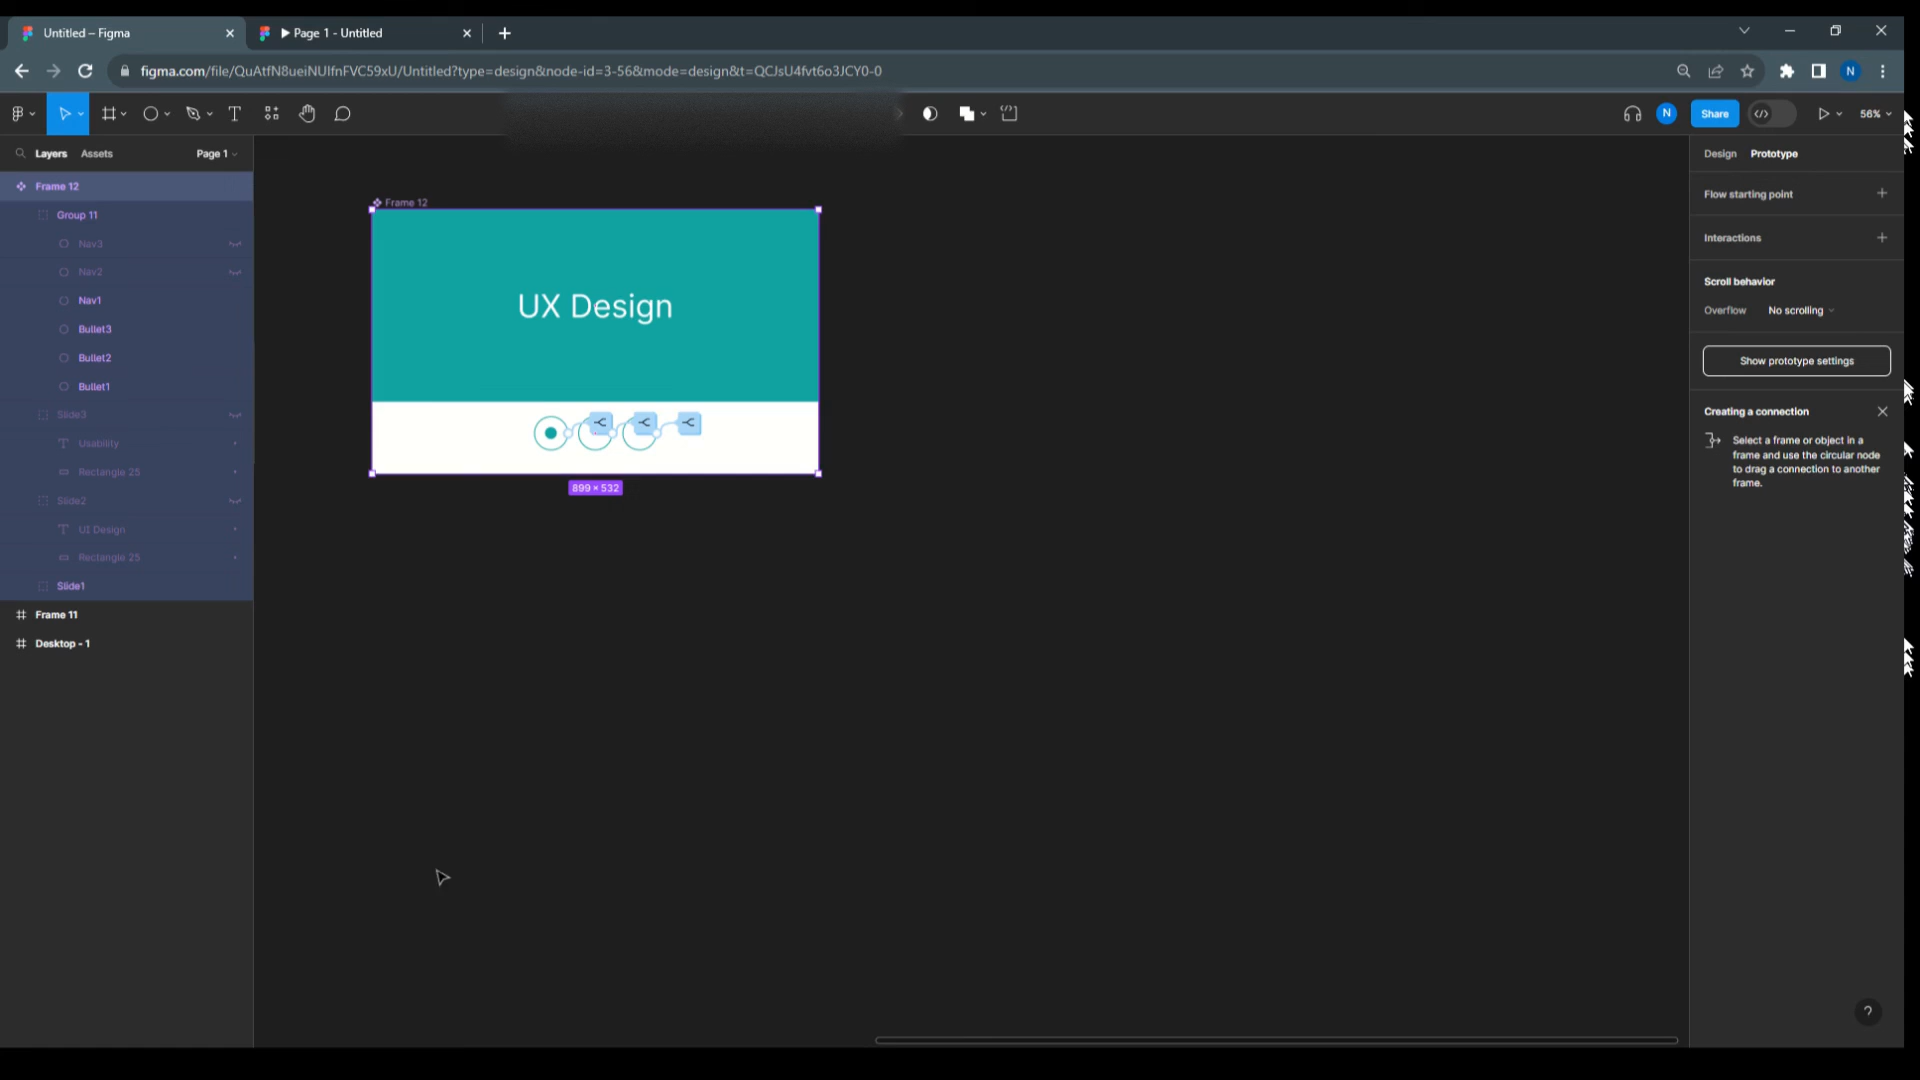 Untitled – Figma
Page 1 - Untitled
figma.com/file/QuAtfN8ueiNUIfnFVC59xU/Untitled?type=design&node-id=3-56&mode=design&t=QCJsU4fvt6o3JCY0-0
N
N
Share
56%
Layers
Assets
Page 1
Design
Prototype
Frame 12
Group 11
Nav3
Nav2
Nav1
Bullet3
Bullet2
Bullet1
Slide3
Usability
Rectangle 25
Slide2
UI Design
Rectangle 25
Slide1
Frame 11
Desktop - 1
Frame 12
UX Design
899 × 532
Flow starting point
Interactions
Scroll behavior
Overflow
No scrolling
Show prototype settings
Creating a connection
Select a frame or object in a
frame and use the circular node
to drag a connection to another
frame.
?